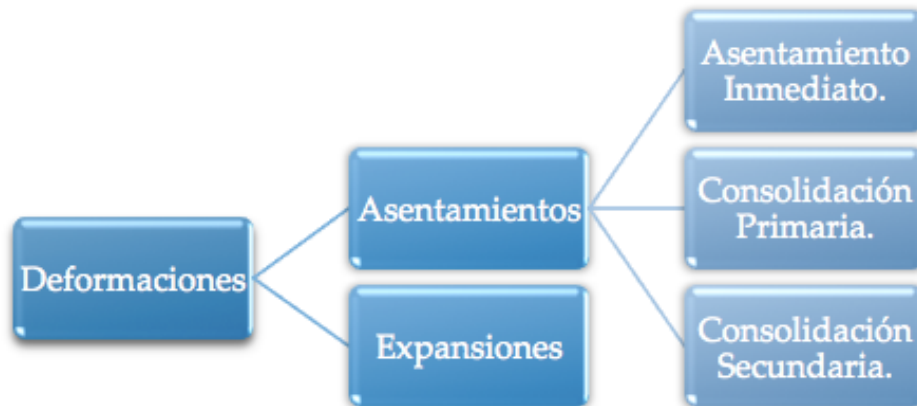 Deformaciones
Asentamientos
Expansiones
Asentamiento
Inmediato.
Consolidación
Primaria.
Consolidación
Secundaria.